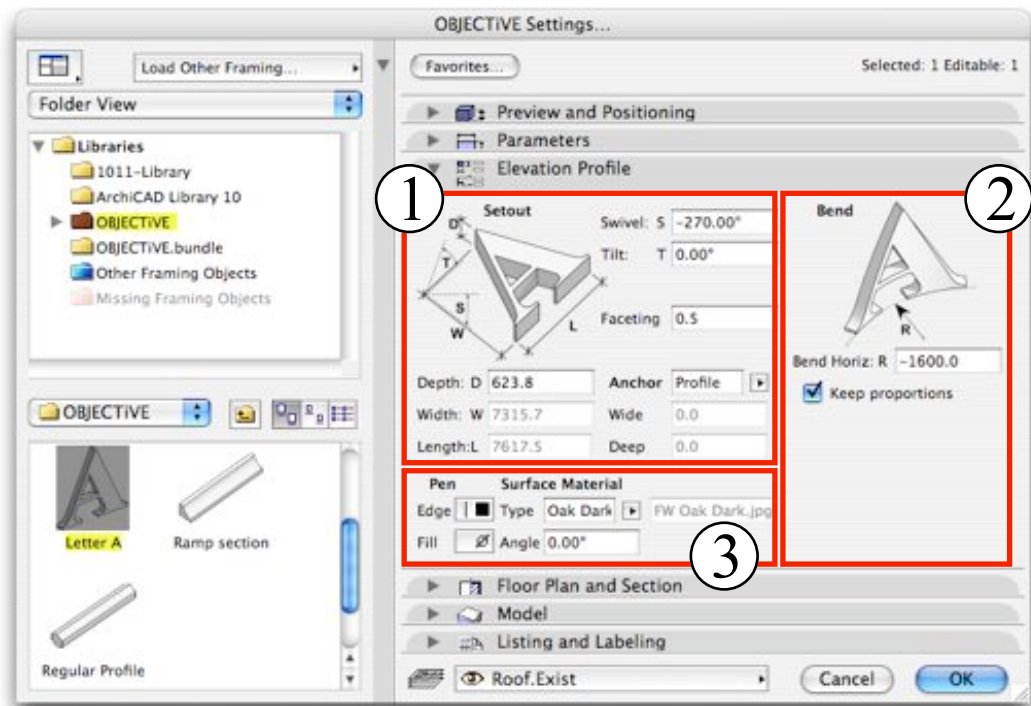 OBJECTiVE Settings...
Load Other Framing...
Folder View
Libraries
1011-Library
ArchiCAD Library 10
OBJECTiVE
OBJECTiVE.bundle
Other Framing Objects
Missing Framing Objects
OBJECTiVE
Letter A
Ramp section
Regular Profile
Favorites...
Selected: 1 Editable: 1
Preview and Positioning
Parameters
Elevation Profile
1
Setout
D
T
S
W
L
Swivel: S -270.00°
Tilt: T 0.00°
Faceting 0.5
Depth: D 623.8 Anchor Profile
Width: W 7315.7 Wide 0.0
Length:L 7617.5 Deep 0.0
2
Bend
R
Bend Horiz: R -1600.0
Keep proportions
Pen Surface Material
Edge Type Oak Dark FW Oak Dark.jpg
Fill Angle 0.00°
3
Floor Plan and Section
Model
Listing and Labeling
Roof.Exist
Cancel
OK